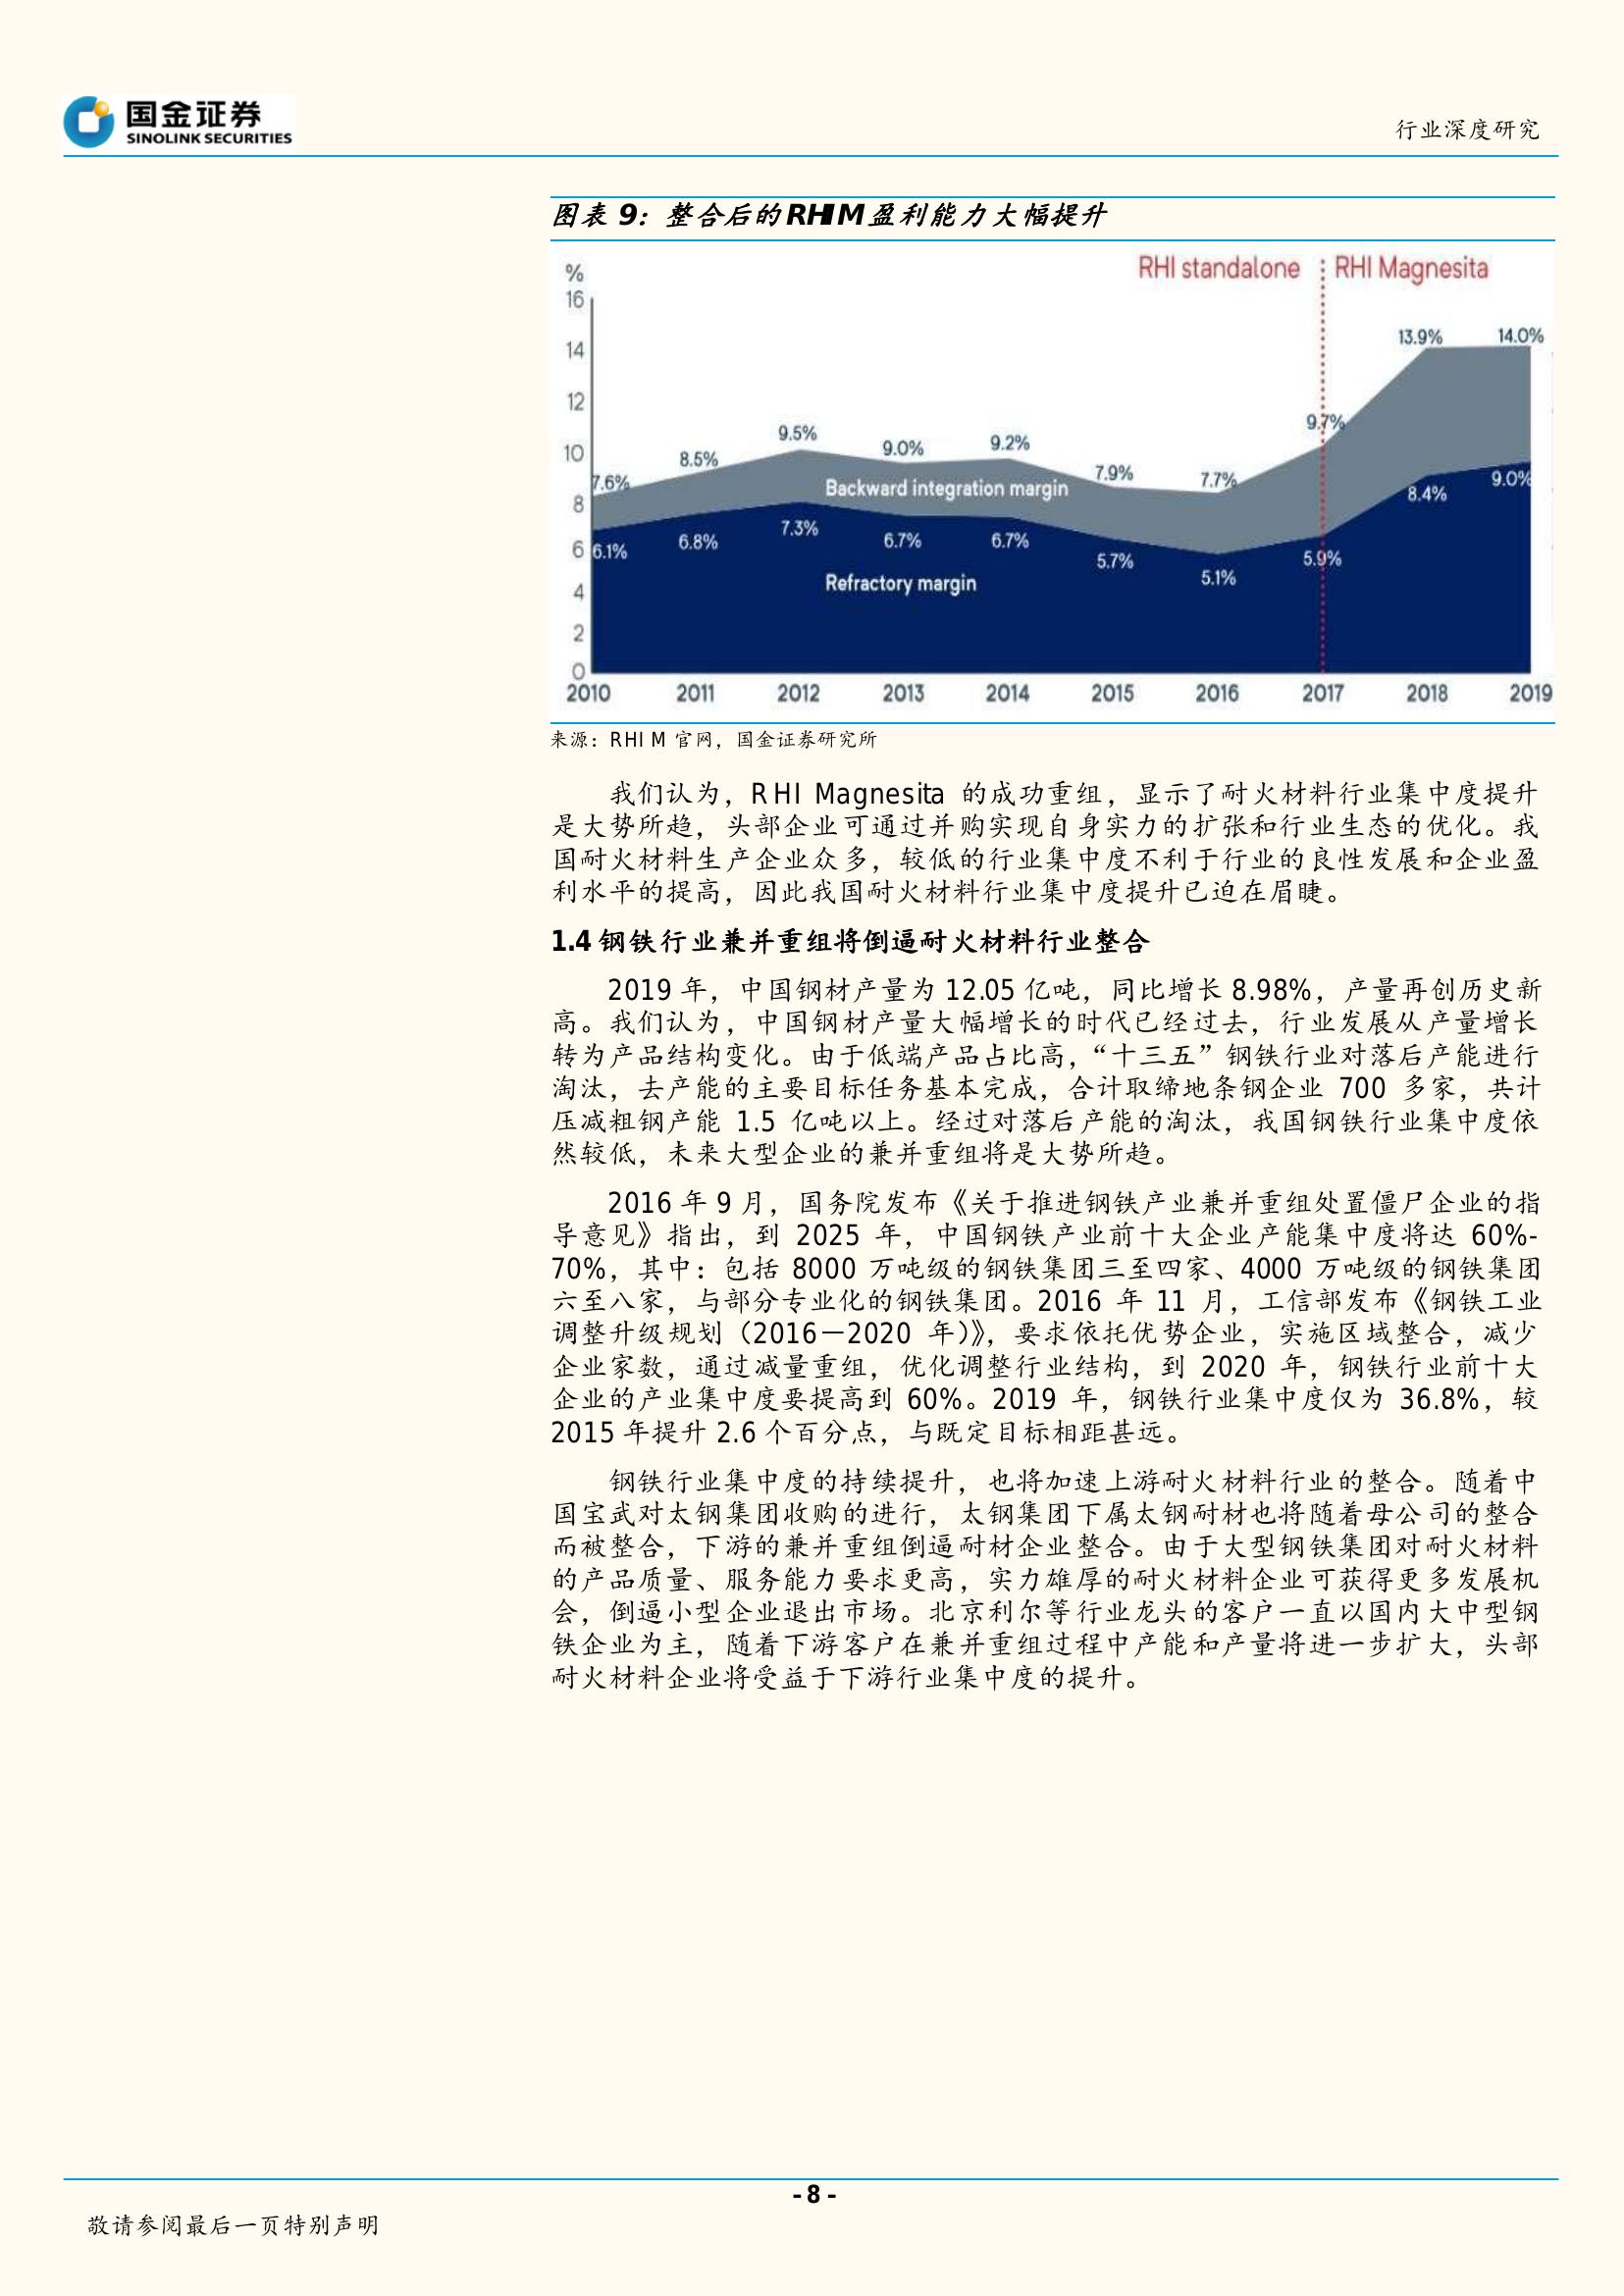 国金证券
SINOLINK SECURITIES
行业深度研究
图表 9：整合后的RHIM 盈利能力大幅提升
%
RHI standalone
RHI Magnesita
16
14
12
10
8
6
4
2
0
7.6%
8.5%
9.5%
9.0%
9.2%
7.9%
7.7%
9.7%
13.9%
14.0%
Backward integration margin
6.1%
6.8%
7.3%
6.7%
6.7%
5.7%
5.1%
5.9%
8.4%
9.0%
Refractory margin
2010 2011 2012 2013 2014 2015 2016 2017 2018 2019
来源：RHIM 官网，国金证券研究所
我们认为，RHI Magnesita 的成功重组，显示了耐火材料行业集中度提升
是大势所趋，头部企业可通过并购实现自身实力的扩张和行业生态的优化。我
国耐火材料生产企业众多，较低的行业集中度不利于行业的良性发展和企业盈
利水平的提高，因此我国耐火材料行业集中度提升已迫在眉睫。
1.4 钢铁行业兼并重组将倒逼耐火材料行业整合
2019 年，中国钢材产量为 12.05 亿吨，同比增长 8.98%，产量再创历史新
高。我们认为，中国钢材产量大幅增长的时代已经过去，行业发展从产量增长
转为产品结构变化。由于低端产品占比高，“十三五”钢铁行业对落后产能进行
淘汰，去产能的主要目标任务基本完成，合计取缔地条钢企业 700 多家，共计
压减粗钢产能 1.5 亿吨以上。经过对落后产能的淘汰，我国钢铁行业集中度依
然较低，未来大型企业的兼并重组将是大势所趋。
2016 年 9 月，国务院发布《关于推进钢铁产业兼并重组处置僵尸企业的指
导意见》指出，到 2025 年，中国钢铁产业前十大企业产能集中度将达 60%-
70%，其中：包括 8000 万吨级的钢铁集团三至四家、4000 万吨级的钢铁集团
六至八家，与部分专业化的钢铁集团。2016 年 11 月，工信部发布《钢铁工业
调整升级规划（2016－2020 年）》，要求依托优势企业，实施区域整合，减少
企业家数，通过减量重组，优化调整行业结构，到 2020 年，钢铁行业前十大
企业的产业集中度要提高到 60%。2019 年，钢铁行业集中度仅为 36.8%，较
2015 年提升 2.6 个百分点，与既定目标相距甚远。
钢铁行业集中度的持续提升，也将加速上游耐火材料行业的整合。随着中
国宝武对太钢集团收购的进行，太钢集团下属太钢耐材也将随着母公司的整合
而被整合，下游的兼并重组倒逼耐材企业整合。由于大型钢铁集团对耐火材料
的产品质量、服务能力要求更高，实力雄厚的耐火材料企业可获得更多发展机
会，倒逼小型企业退出市场。北京利尔等行业龙头的客户一直以国内大中型钢
铁企业为主，随着下游客户在兼并重组过程中产能和产量将进一步扩大，头部
耐火材料企业将受益于下游行业集中度的提升。
- 8 -
敬请参阅最后一页特别声明